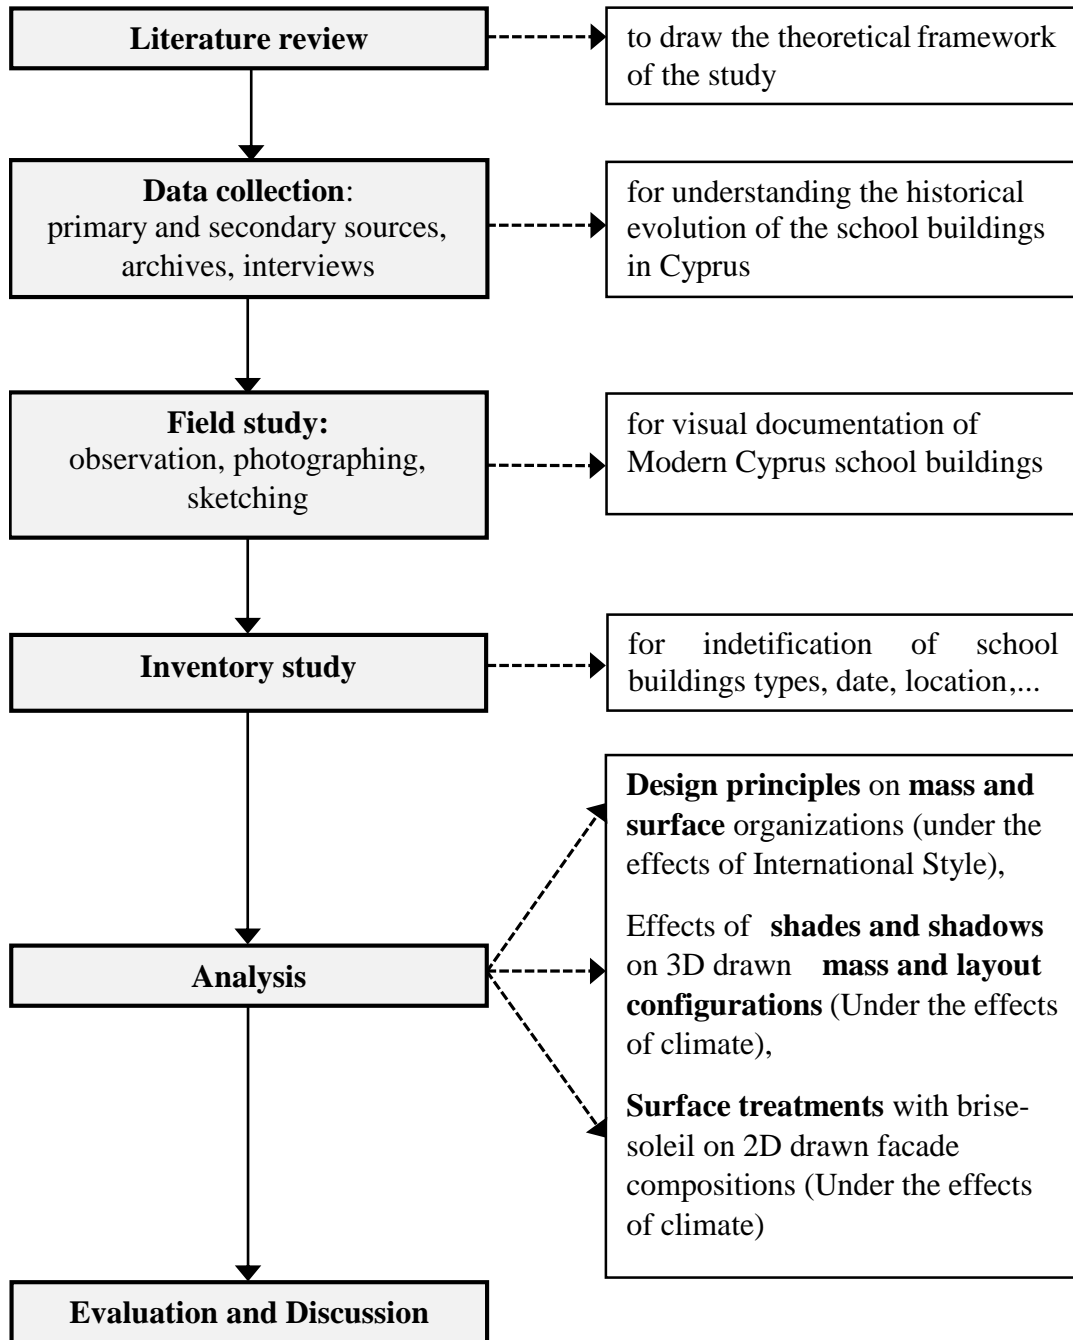 Literature review
to draw the theoretical framework
of the study
Data collection:
primary and secondary sources,
archives, interviews
for understanding the historical
evolution of the school buildings
in Cyprus
Field study:
observation, photographing,
sketching
for visual documentation of
Modern Cyprus school buildings
Inventory study
for indetification of school
buildings types, date, location,...
Analysis
Design principles on mass and
surface organizations (under the
effects of International Style),
Effects of shades and shadows
on 3D drawn mass and layout
configurations (Under the effects
of climate),
Surface treatments with brise-
soleil on 2D drawn facade
compositions (Under the effects
of climate)
Evaluation and Discussion